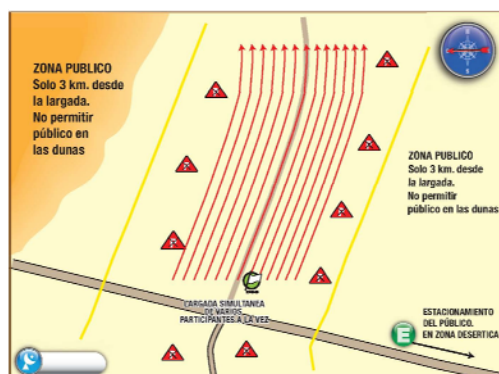 ZONA PUBLICO
Solo 3 km. desde
la largada.
No permitir
público en
las dunas
ZONA PUBLICO
Solo 3 km. desde
la largada.
No permitir
público en las dunas
LARGADA SIMULTANEA
DE VARIOS
PARTICIPANTES A LA VEZ
E
ESTACIONAMIENTO
DEL PÚBLICO.
EN ZONA DESERTICA